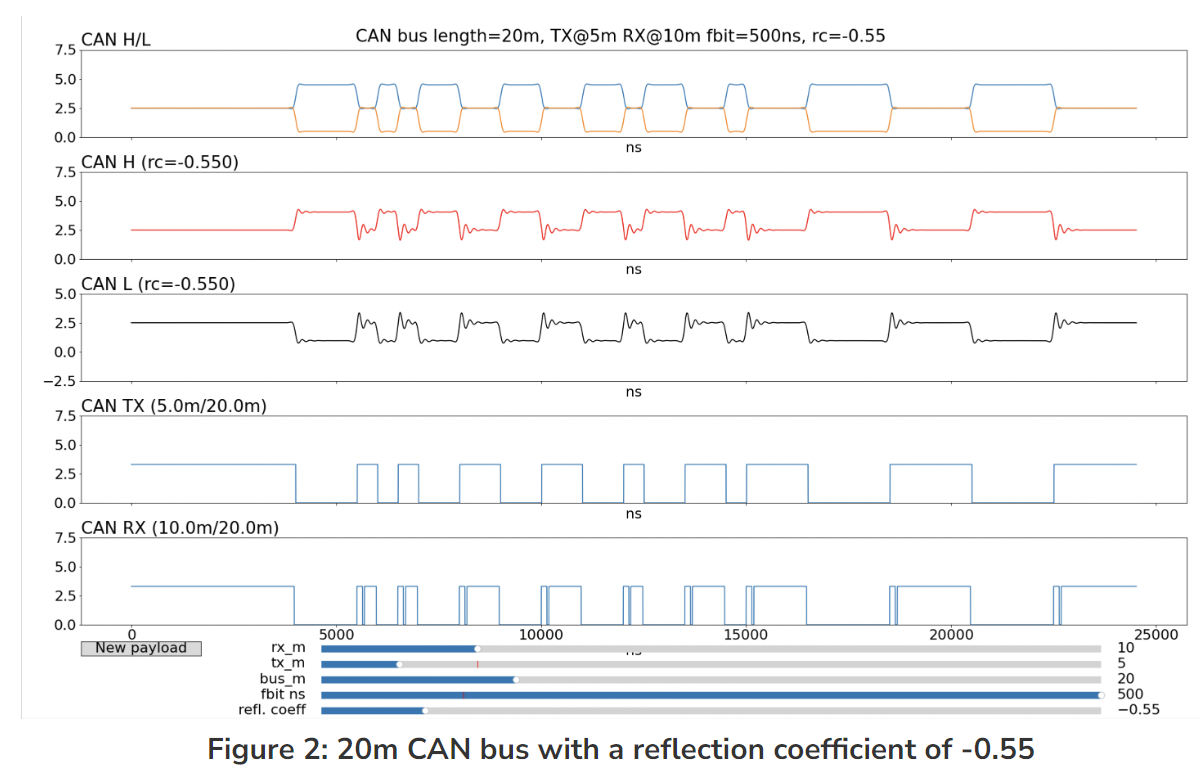 CAN H/L
CAN bus length=20m, TX@5m RX@10m fbit=500ns, rc=-0.55
7.5
5.0
2.5
0.0
ns
CAN H (rc=-0.550)
7.5
5.0
2.5
0.0
ns
CAN L (rc=-0.550)
5.0
2.5
0.0
−2.5
ns
CAN TX (5.0m/20.0m)
7.5
5.0
2.5
0.0
ns
CAN RX (10.0m/20.0m)
7.5
5.0
2.5
0.0
0 5000 10000 15000 20000 25000
ns
New payload
rx_m 10
tx_m 5
bus_m 20
fbit ns 500
refl. coeff −0.55
Figure 2: 20m CAN bus with a reflection coefficient of -0.55